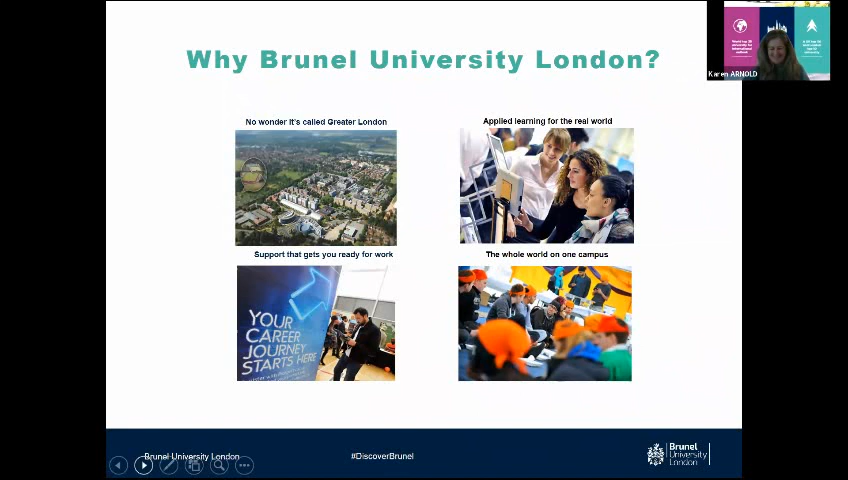 Why Brunel University London?
Karen ARNOLD
No wonder it's called Greater London
Applied learning for the real world
Support that gets you ready for work
The whole world on one campus
YOUR
CAREER
JOURNEY
STARTS HERE
Brunel University London
#DiscoverBrunel
Brunel
University
London